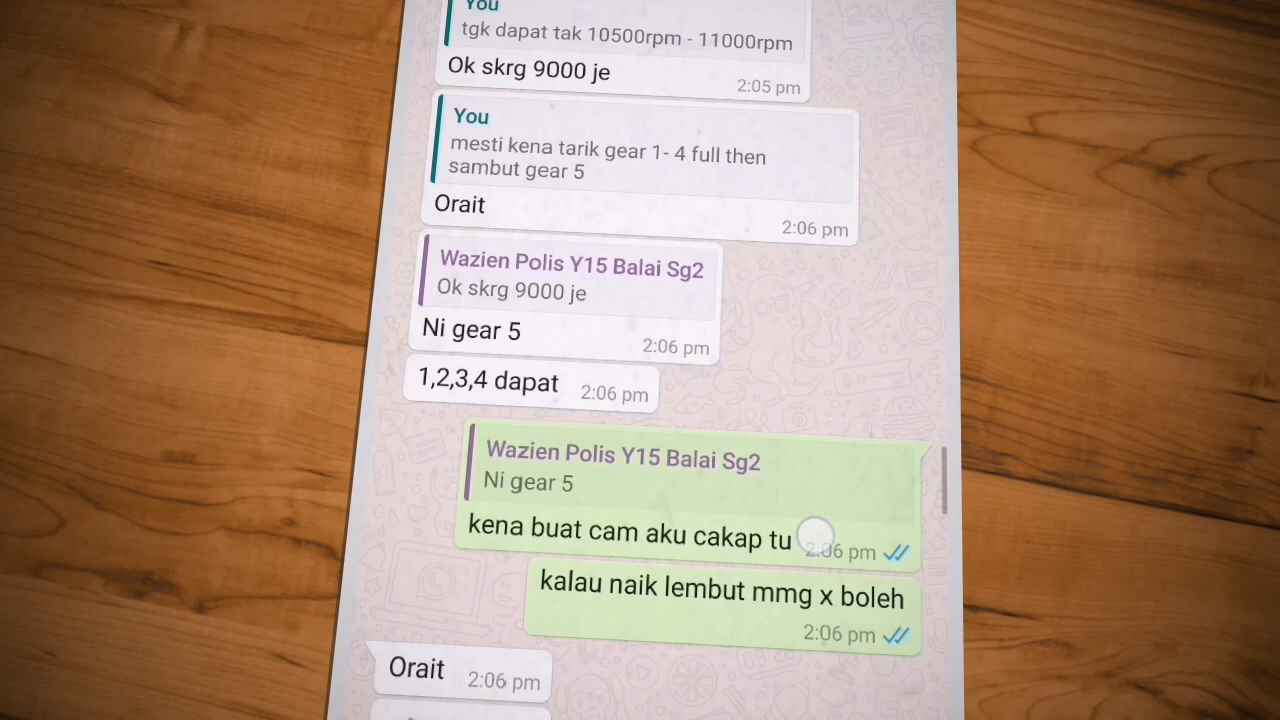 You
tgk dapat tak 10500rpm - 11000rpm
Ok skrg 9000 je
2:05 pm
You
mesti kena tarik gear 1- 4 full then
sambut gear 5
Orait
2:06 pm
Wazien Polis Y15 Balai Sg2
Ok skrg 9000 je
Ni gear 5
2:06 pm
1,2,3,4 dapat 2:06 pm
Wazien Polis Y15 Balai Sg2
Ni gear 5
kena buat cam aku cakap tu
2:06 pm
kalau naik lembut mmg x boleh
2:06 pm
Orait 2:06 pm